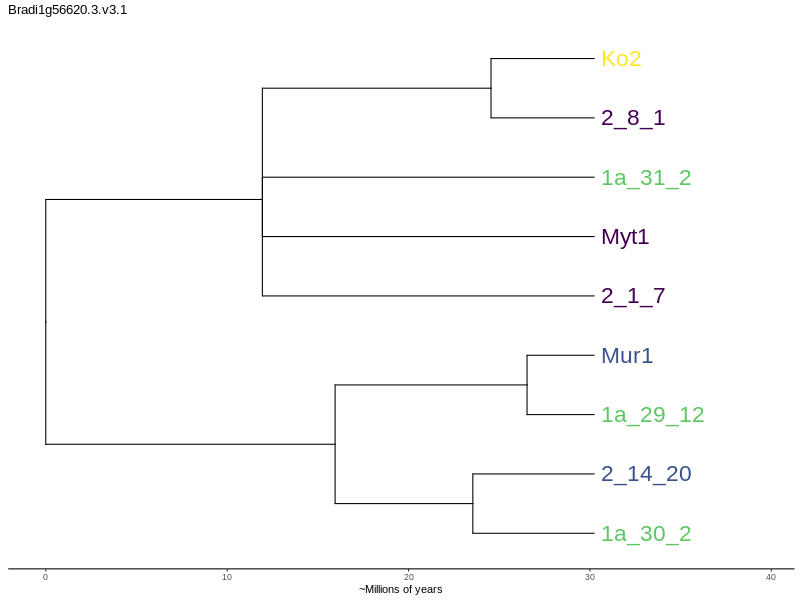 Bradi1g56620.3.v3.1
Ko2
2_8_1
1a_31_2
Myt1
2_1_7
Mur1
1a_29_12
2_14_20
1a_30_2
0 10 20 30 40
~Millions of years